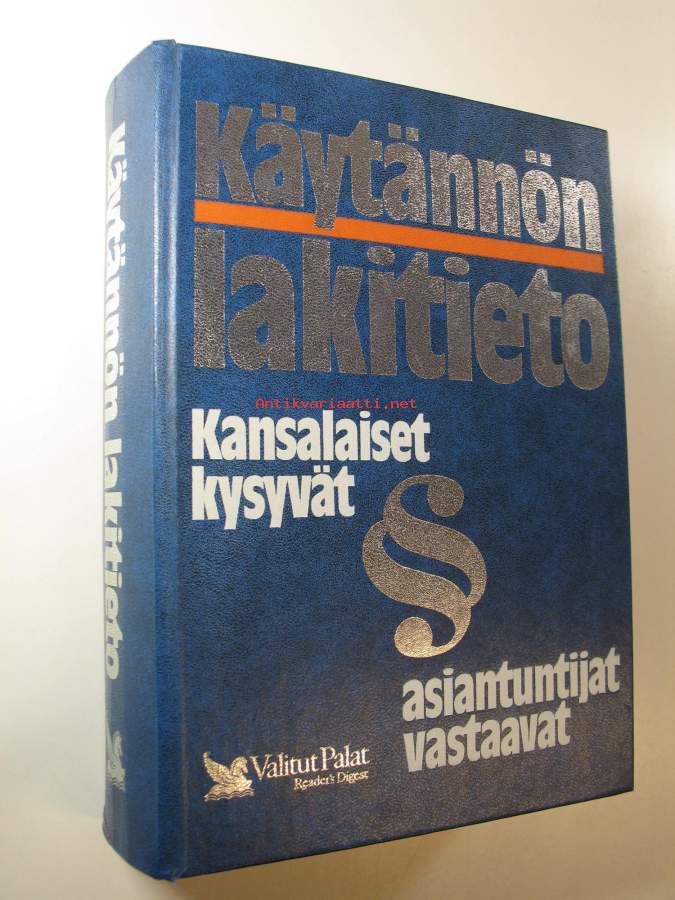 Käytännön
lakitieto
Antikvariaatti.net
Kansalaiset
kysyvät
§
asiantuntijat
vastaavat
Valitut Palat
Reader's Digest
Käytännön lakitieto